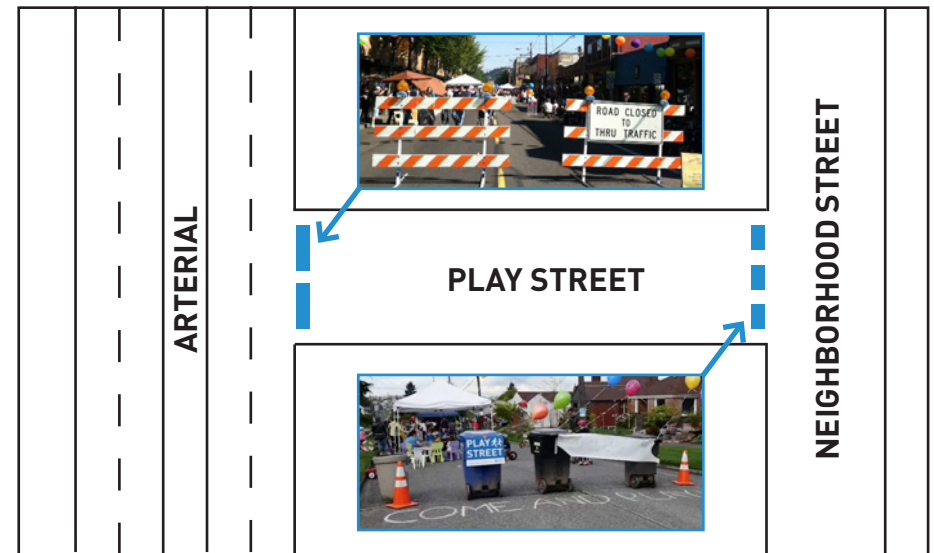 ROAD CLOSED
TO
THRU TRAFFIC
ARTERIAL
PLAY STREET
NEIGHBORHOOD STREET
PLAY
STREET
COME AND PLAY